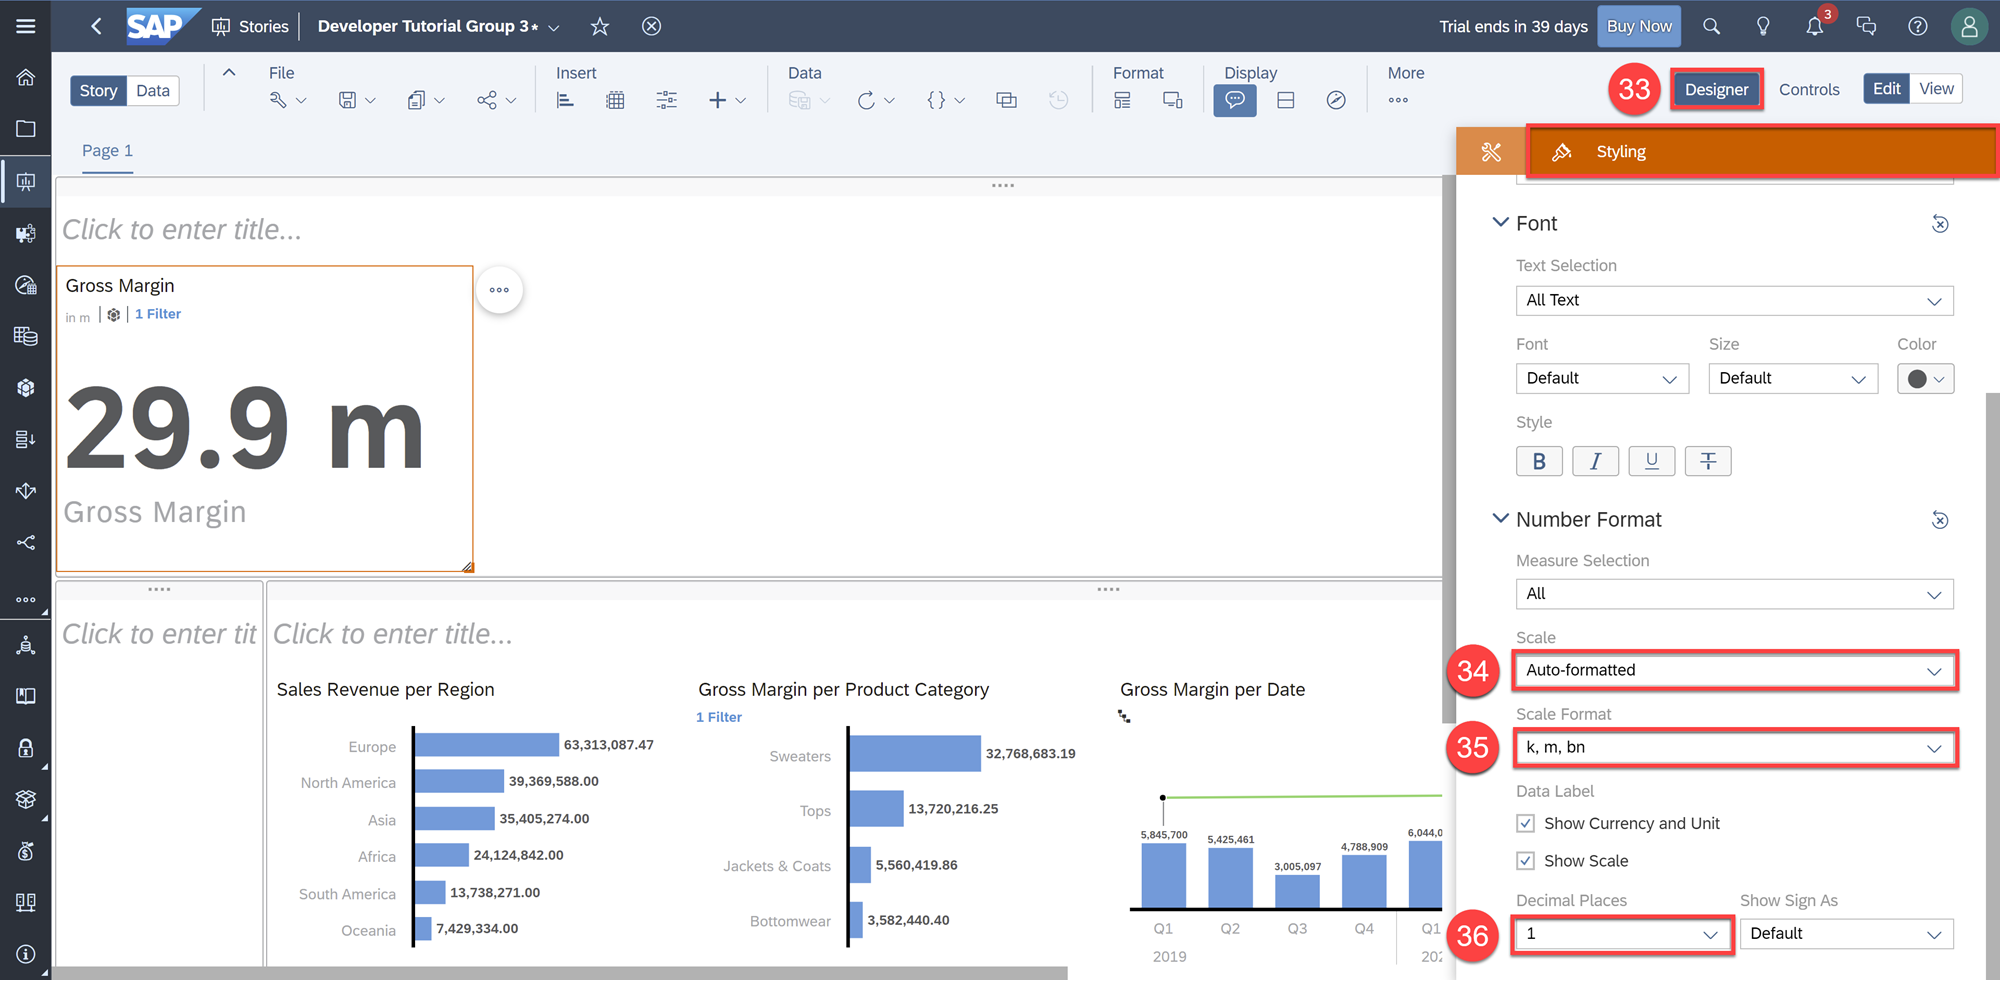 SAP
Stories
Developer Tutorial Group 3*
Trial ends in 39 days
Buy Now
3
Story
Data
File
Insert
Data
Format
Display
More
33
Designer
Controls
Edit
View
Page 1
Styling
Click to enter title...
Gross Margin
in m
1 Filter
29.9 m
Gross Margin
Font
Text Selection
All Text
Font
Size
Color
Default
Default
Style
B
I
U
T
Number Format
Measure Selection
All
Scale
34
Auto-formatted
Scale Format
35
k, m, bn
Data Label
Show Currency and Unit
Show Scale
Decimal Places
Show Sign As
36
1
Default
Click to enter tit
Click to enter title...
Sales Revenue per Region
Europe
63,313,087.47
North America
39,369,588.00
Asia
35,405,274.00
Africa
24,124,842.00
South America
13,738,271.00
Oceania
7,429,334.00
Gross Margin per Product Category
1 Filter
Sweaters
32,768,683.19
Tops
13,720,216.25
Jackets & Coats
5,560,419.86
Bottomwear
3,582,440.40
Gross Margin per Date
5,845,700
5,425,461
3,005,097
4,788,909
6,044,0
Q1
Q2
Q3
Q4
Q1
2019
202